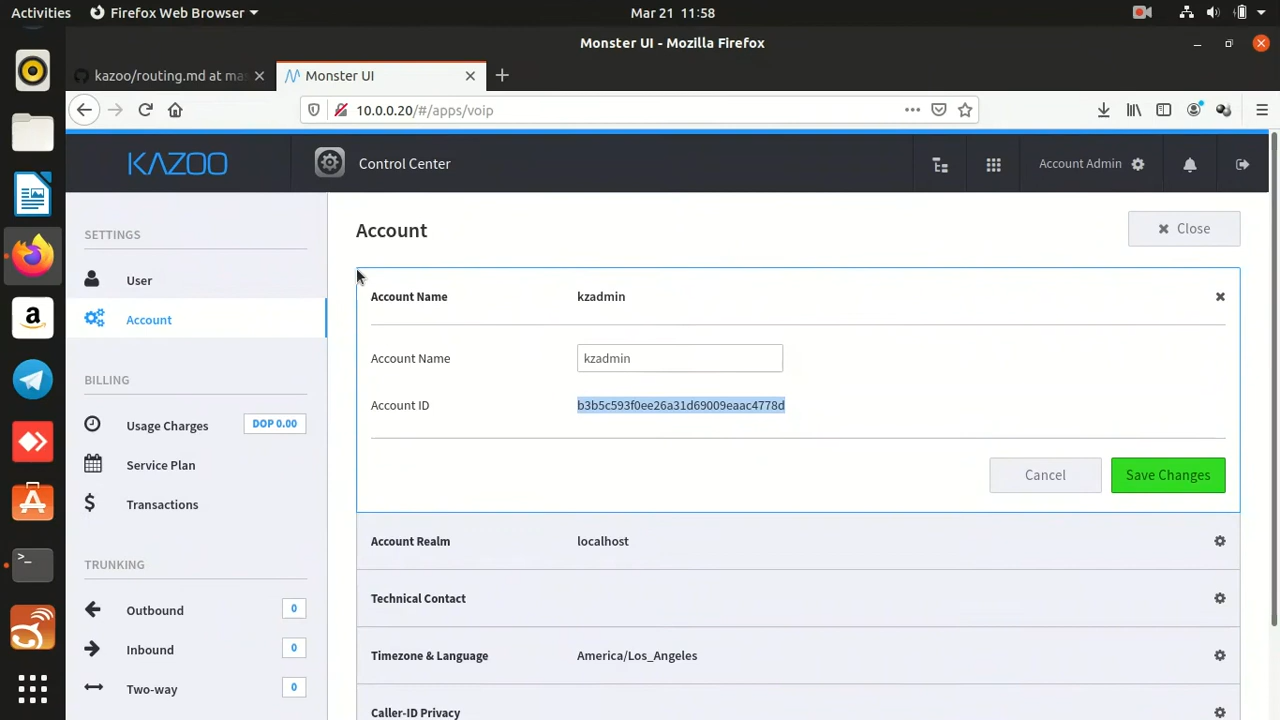 Activities
Firefox Web Browser
Mar 21 11:58
Monster UI - Mozilla Firefox
kazoo/routing.md at mas
Monster UI
10.0.0.20/#/apps/voip
KAZOO
Control Center
Account Admin
SETTINGS
User
Account
BILLING
Usage Charges
DOP 0.00
Service Plan
Transactions
TRUNKING
Outbound
0
Inbound
0
Two-way
0
Account
Close
Account Name
kzadmin
Account Name
kzadmin
Account ID
b3b5c593f0ee26a31d69009eaac4778d
Cancel
Save Changes
Account Realm
localhost
Technical Contact
Timezone & Language
America/Los_Angeles
Caller-ID Privacy